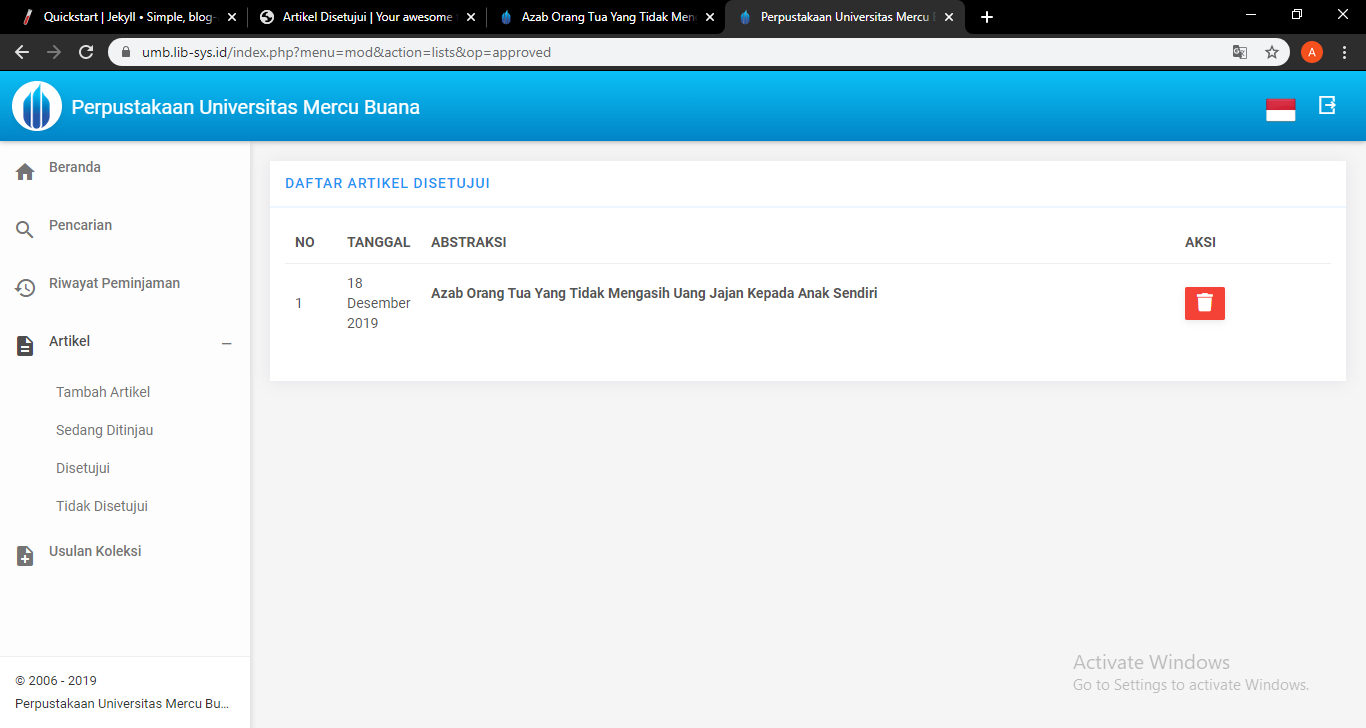 Quickstart | Jekyll • Simple, blog-
Artikel Disetujui | Your awesome
Azab Orang Tua Yang Tidak Men
Perpustakaan Universitas Mercu
umb.lib-sys.id/index.php?menu=mod&action=lists&op=approved
A
Perpustakaan Universitas Mercu Buana
Beranda
Pencarian
Riwayat Peminjaman
Artikel
Tambah Artikel
Sedang Ditinjau
Disetujui
Tidak Disetujui
Usulan Koleksi
© 2006 - 2019
Perpustakaan Universitas Mercu Bu...
DAFTAR ARTIKEL DISETUJUI
NO TANGGAL ABSTRAKSI AKSI
1 18 Desember 2019 Azab Orang Tua Yang Tidak Mengasih Uang Jajan Kepada Anak Sendiri
Activate Windows
Go to Settings to activate Windows.